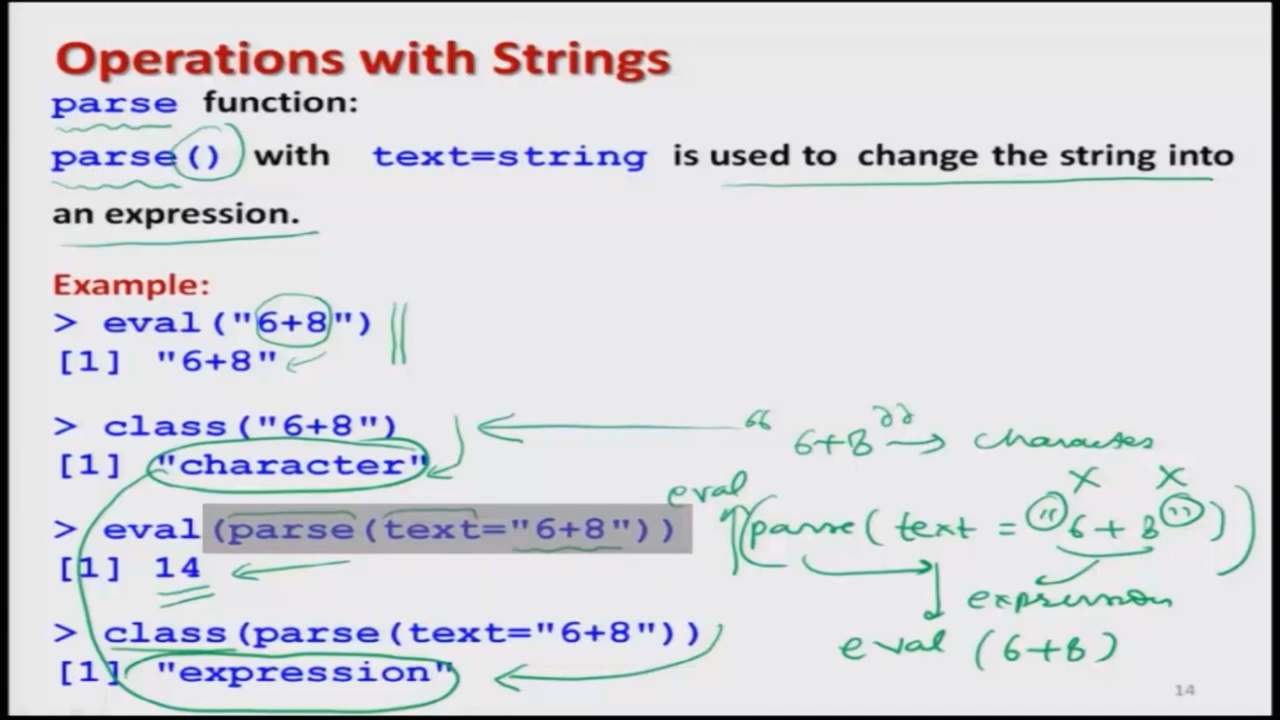 Operations with Strings
parse function:
parse() with text=string is used to change the string into
an expression.
Example:
> eval("6+8")
[1] "6+8"
> class("6+8")
[1] "character"
"6+8" → character
> eval(parse(text="6+8"))
[1] 14
eval(parse(text = "6+8"))
expression
eval (6+8)
> class(parse(text="6+8"))
[1] "expression"
14